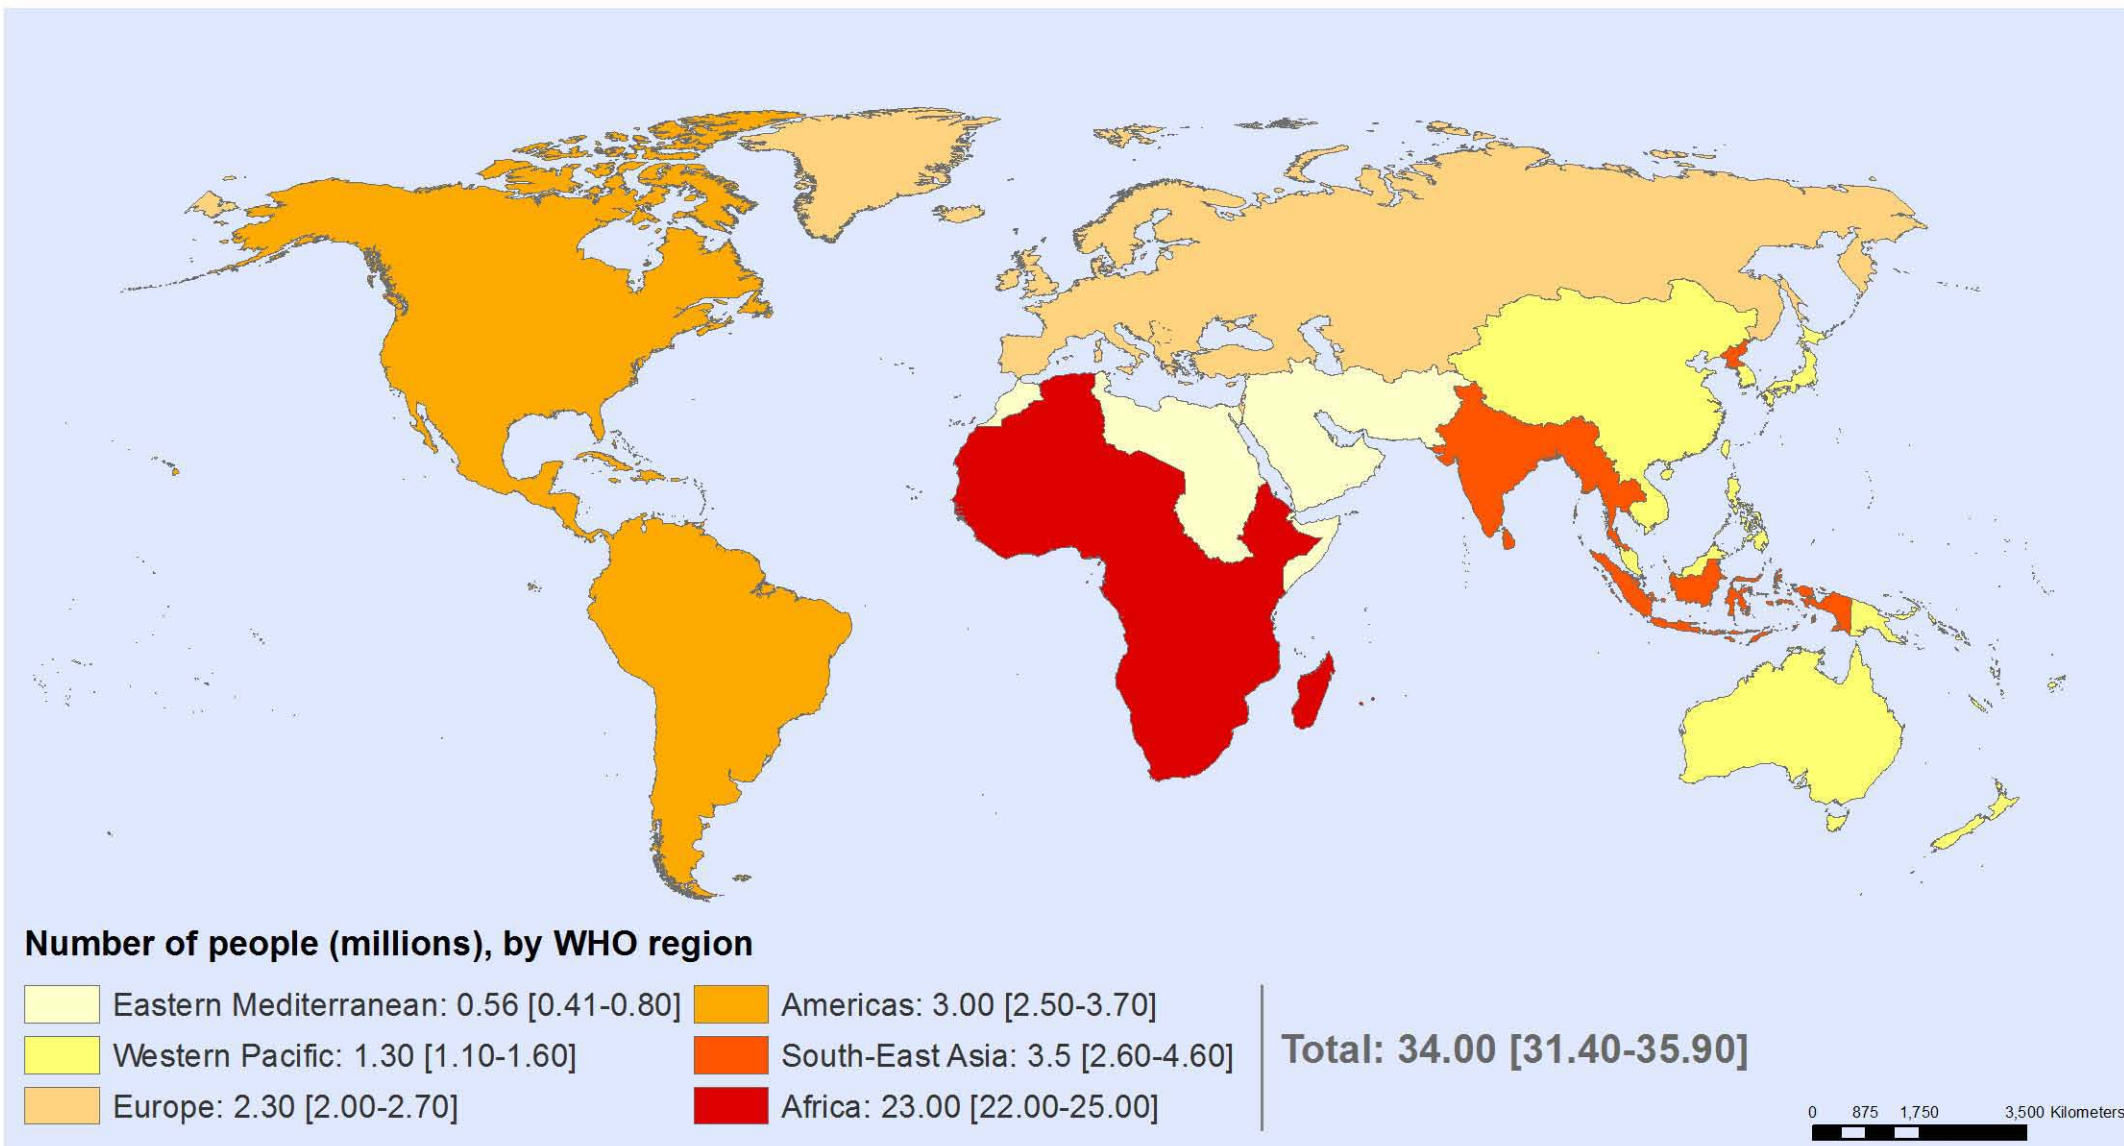 Number of people (millions), by WHO region
Eastern Mediterranean: 0.56 [0.41-0.80]
Western Pacific: 1.30 [1.10-1.60]
Europe: 2.30 [2.00-2.70]
Americas: 3.00 [2.50-3.70]
South-East Asia: 3.5 [2.60-4.60]
Africa: 23.00 [22.00-25.00]
Total: 34.00 [31.40-35.90]
0 875 1,750 3,500 Kilometers